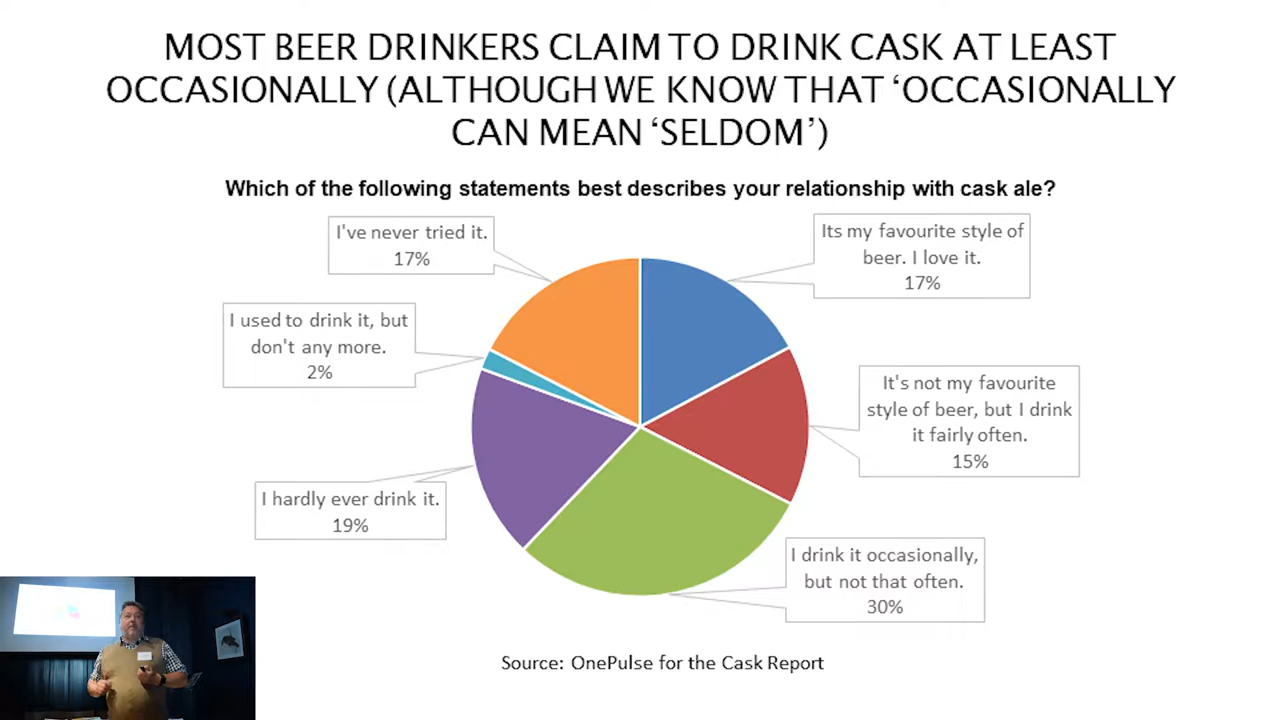 MOST BEER DRINKERS CLAIM TO DRINK CASK AT LEAST
OCCASIONALLY (ALTHOUGH WE KNOW THAT ‘OCCASIONALLY
CAN MEAN ‘SELDOM’)
Which of the following statements best describes your relationship with cask ale?
I've never tried it.
17%
Its my favourite style of
beer. I love it.
17%
I used to drink it, but
don't any more.
2%
It's not my favourite
style of beer, but I drink
it fairly often.
15%
I hardly ever drink it.
19%
I drink it occasionally,
but not that often.
30%
Source: OnePulse for the Cask Report